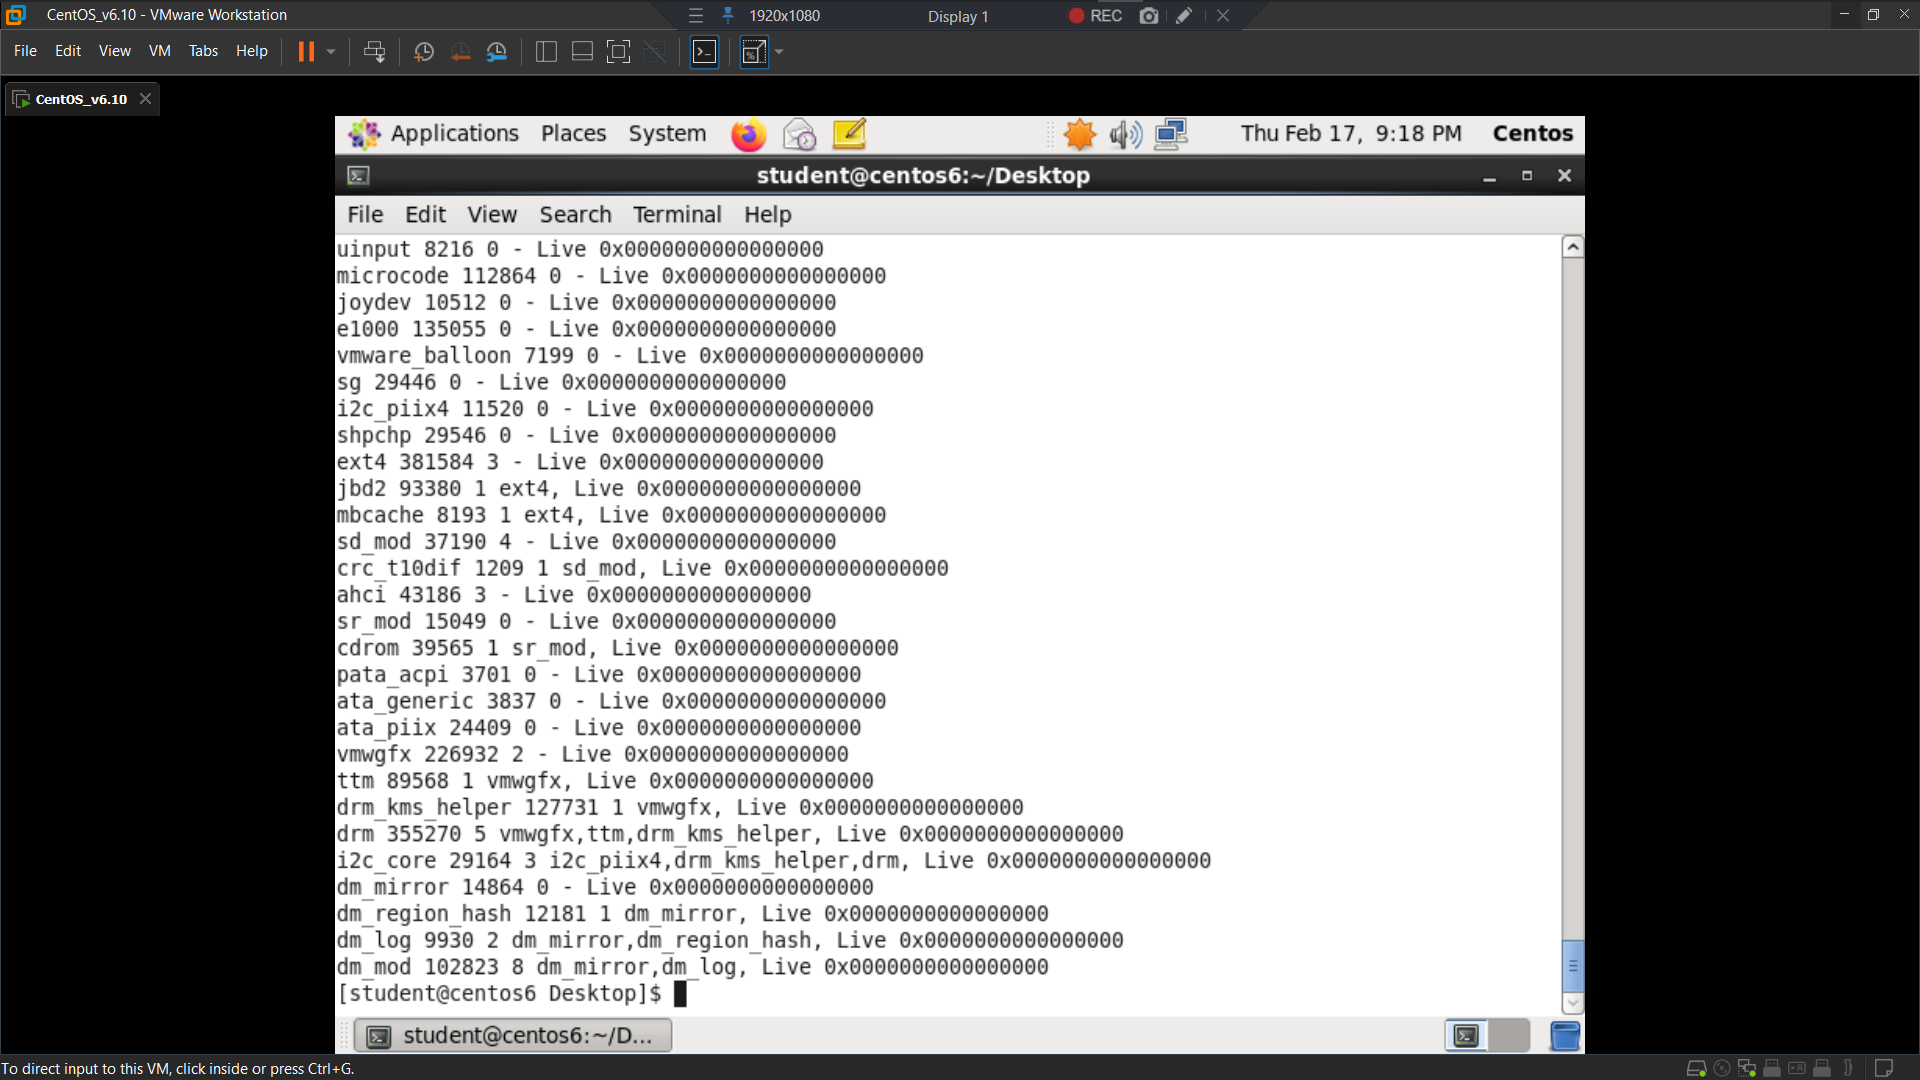 CentOS_v6.10 - VMware Workstation
1920x1080
Display 1
REC
File Edit View VM Tabs Help
CentOS_v6.10
Applications Places System
Thu Feb 17, 9:18 PM Centos
student@centos6:~/Desktop
File Edit View Search Terminal Help
uinput 8216 0 - Live 0x0000000000000000
microcode 112864 0 - Live 0x0000000000000000
joydev 10512 0 - Live 0x0000000000000000
e1000 135055 0 - Live 0x0000000000000000
vmware_balloon 7199 0 - Live 0x0000000000000000
sg 29446 0 - Live 0x0000000000000000
i2c_piix4 11520 0 - Live 0x0000000000000000
shpchp 29546 0 - Live 0x0000000000000000
ext4 381584 3 - Live 0x0000000000000000
jbd2 93380 1 ext4, Live 0x0000000000000000
mbcache 8193 1 ext4, Live 0x0000000000000000
sd_mod 37190 4 - Live 0x0000000000000000
crc_t10dif 1209 1 sd_mod, Live 0x0000000000000000
ahci 43186 3 - Live 0x0000000000000000
sr_mod 15049 0 - Live 0x0000000000000000
cdrom 39565 1 sr_mod, Live 0x0000000000000000
pata_acpi 3701 0 - Live 0x0000000000000000
ata_generic 3837 0 - Live 0x0000000000000000
ata_piix 24409 0 - Live 0x0000000000000000
vmwgfx 226932 2 - Live 0x0000000000000000
ttm 89568 1 vmwgfx, Live 0x0000000000000000
drm_kms_helper 127731 1 vmwgfx, Live 0x0000000000000000
drm 355270 5 vmwgfx,ttm,drm_kms_helper, Live 0x0000000000000000
i2c_core 29164 3 i2c_piix4,drm_kms_helper,drm, Live 0x0000000000000000
dm_mirror 14864 0 - Live 0x0000000000000000
dm_region_hash 12181 1 dm_mirror, Live 0x0000000000000000
dm_log 9930 2 dm_mirror,dm_region_hash, Live 0x0000000000000000
dm_mod 102823 8 dm_mirror,dm_log, Live 0x0000000000000000
[student@centos6 Desktop]$
student@centos6:~/D...
To direct input to this VM, click inside or press Ctrl+G.